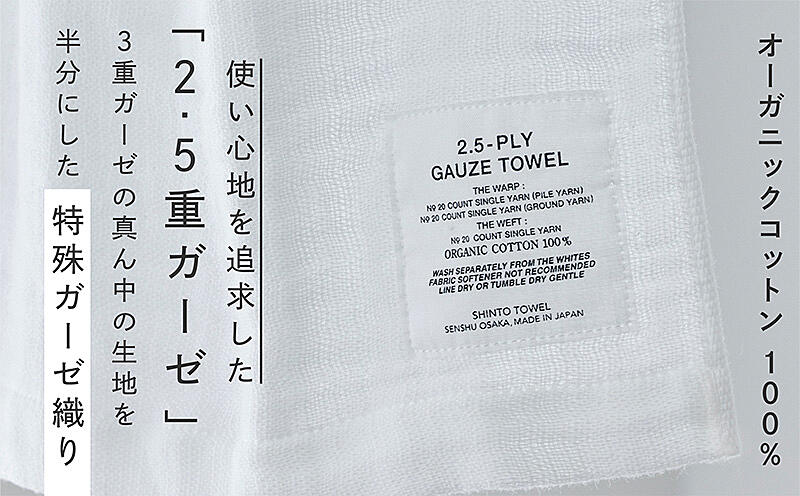 オーガニックコットン 100%
使い心地を追求した
「2.5重ガーゼ」
3重ガーゼの真ん中の生地を
半分にした 特殊ガーゼ織り
2.5-PLY
GAUZE TOWEL
THE WARP :
№ 20 COUNT SINGLE YARN (PILE YARN)
№ 20 COUNT SINGLE YARN (GROUND YARN)
THE WEFT :
№ 20 COUNT SINGLE YARN
ORGANIC COTTON 100%
WASH SEPARATELY FROM THE WHITES
FABRIC SOFTENER NOT RECOMMENDED
LINE DRY OR TUMBLE DRY GENTLE
SHINTO TOWEL
SENSHU OSAKA, MADE IN JAPAN